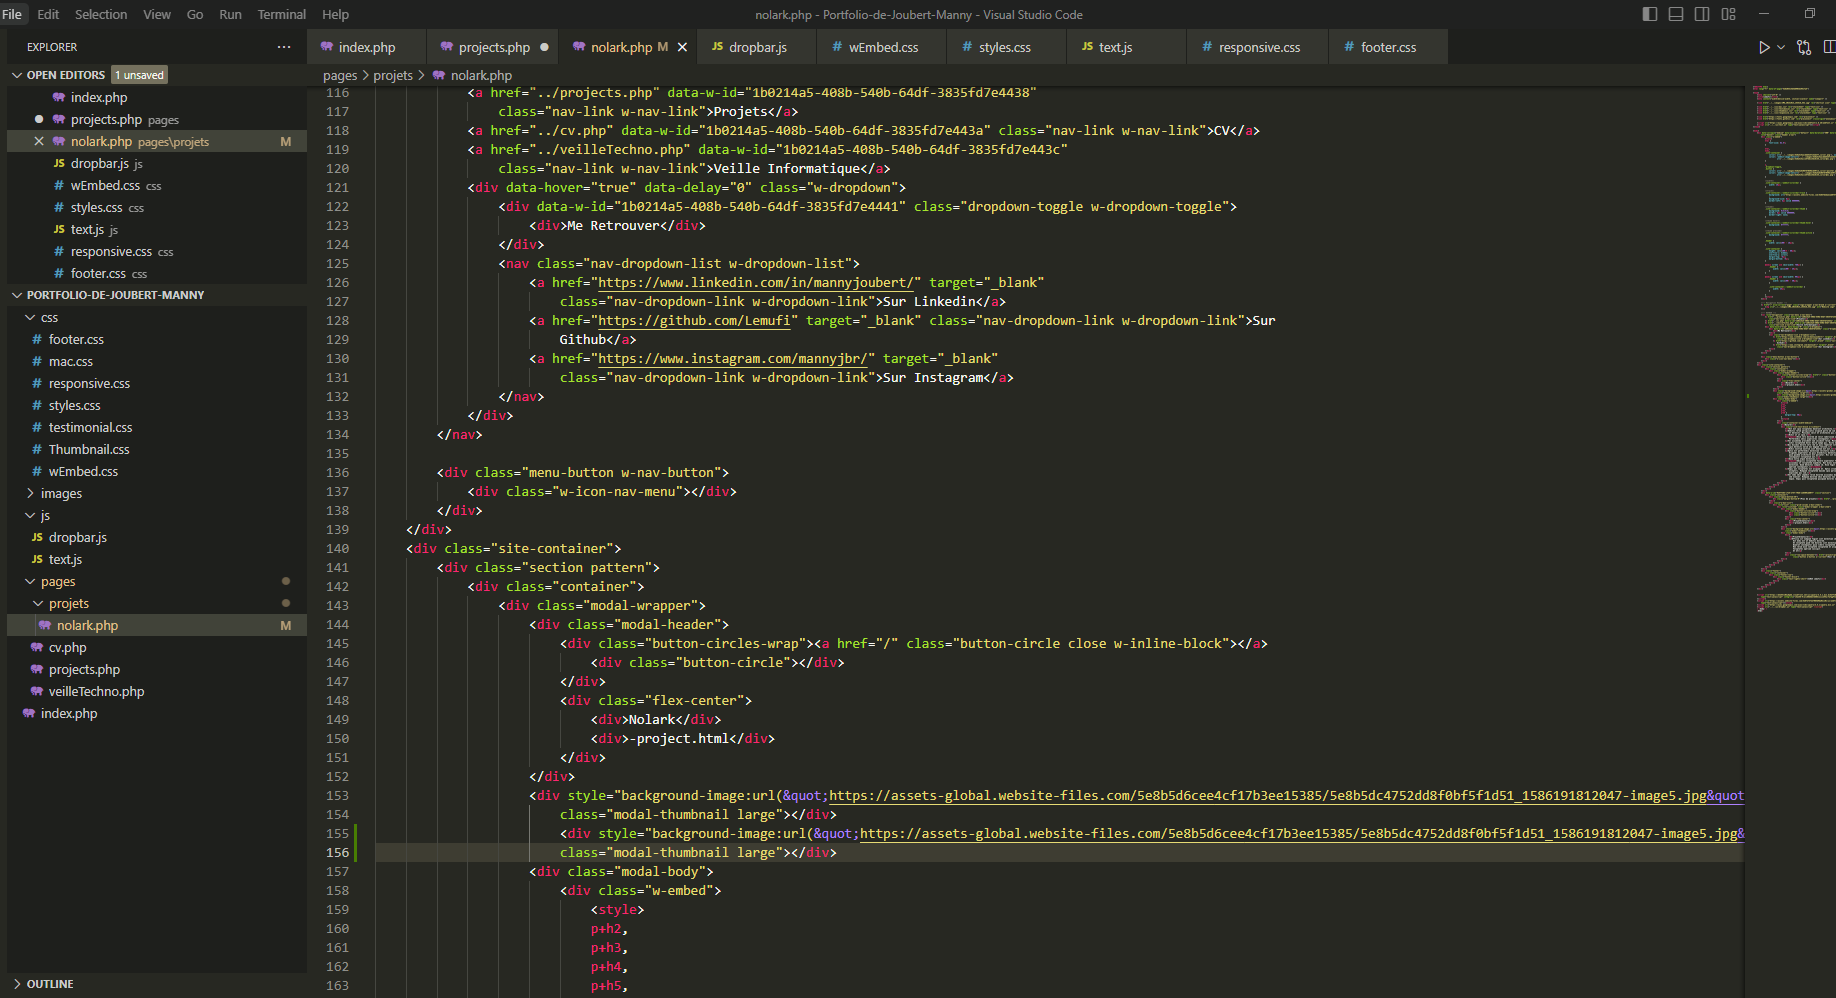 File Edit Selection View Go Run Terminal Help
nolark.php - Portfolio-de-Joubert-Manny - Visual Studio Code
EXPLORER
OPEN EDITORS 1 unsaved
index.php
projects.php pages
nolark.php pages\projets M
JS dropbar.js js
# wEmbed.css css
# styles.css css
JS text.js js
# responsive.css css
# footer.css css
PORTFOLIO-DE-JOUBERT-MANNY
css
# footer.css
# mac.css
# responsive.css
# styles.css
# testimonial.css
# Thumbnail.css
# wEmbed.css
images
js
JS dropbar.js
JS text.js
pages
projets
nolark.php M
cv.php
projects.php
veilleTechno.php
index.php
OUTLINE
index.php projects.php nolark.php M JS dropbar.js # wEmbed.css # styles.css JS text.js # responsive.css # footer.css
pages > projets > nolark.php
116 <a href="../projects.php" data-w-id="1b0214a5-408b-540b-64df-3835fd7e4438"
117 class="nav-link w-nav-link">Projets</a>
118 <a href="../cv.php" data-w-id="1b0214a5-408b-540b-64df-3835fd7e443a" class="nav-link w-nav-link">CV</a>
119 <a href="../veilleTechno.php" data-w-id="1b0214a5-408b-540b-64df-3835fd7e443c"
120 class="nav-link w-nav-link">Veille Informatique</a>
121 <div data-hover="true" data-delay="0" class="w-dropdown">
122 <div data-w-id="1b0214a5-408b-540b-64df-3835fd7e4441" class="dropdown-toggle w-dropdown-toggle">
123 <div>Me Retrouver</div>
124 </div>
125 <nav class="nav-dropdown-list w-dropdown-list">
126 <a href="https://www.linkedin.com/in/mannyjoubert/" target="_blank"
127 class="nav-dropdown-link w-dropdown-link">Sur Linkedin</a>
128 <a href="https://github.com/Lemufi" target="_blank" class="nav-dropdown-link w-dropdown-link">Sur
129 Github</a>
130 <a href="https://www.instagram.com/mannyjbr/" target="_blank"
131 class="nav-dropdown-link w-dropdown-link">Sur Instagram</a>
132 </nav>
133 </div>
134 </nav>
135
136 <div class="menu-button w-nav-button">
137 <div class="w-icon-nav-menu"></div>
138 </div>
139 </div>
140 <div class="site-container">
141 <div class="section pattern">
142 <div class="container">
143 <div class="modal-wrapper">
144 <div class="modal-header">
145 <div class="button-circles-wrap"><a href="/" class="button-circle close w-inline-block"></a>
146 <div class="button-circle"></div>
147 </div>
148 <div class="flex-center">
149 <div>Nolark</div>
150 <div>-project.html</div>
151 </div>
152 </div>
153 <div style="background-image:url(&quot;https://assets-global.website-files.com/5e8b5d6cee4cf17b3ee15385/5e8b5dc4752dd8f0bf5f1d51_1586191812047-image5.jpg&quot
154 class="modal-thumbnail large"></div>
155 <div style="background-image:url(&quot;https://assets-global.website-files.com/5e8b5d6cee4cf17b3ee15385/5e8b5dc4752dd8f0bf5f1d51_1586191812047-image5.jpg&
156 class="modal-thumbnail large"></div>
157 <div class="modal-body">
158 <div class="w-embed">
159 <style>
160 p+h2,
161 p+h3,
162 p+h4,
163 p+h5,